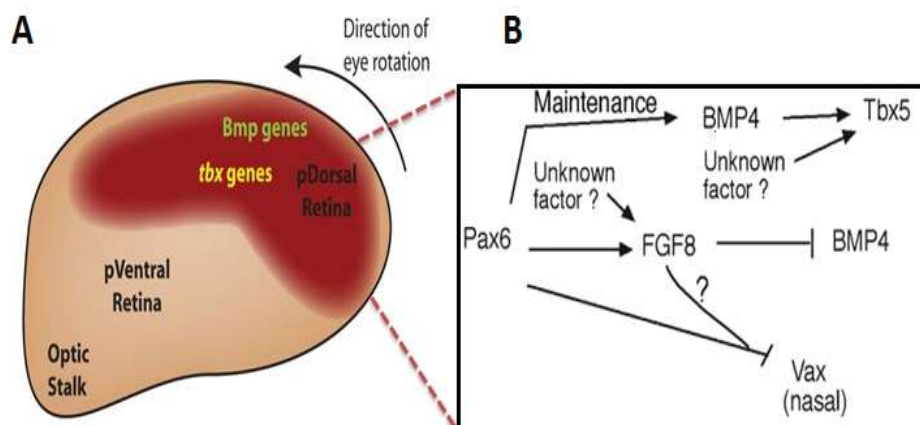 A
Direction of
eye rotation
Bmp genes
tbx genes
pDorsal
Retina
pVentral
Retina
Optic
Stalk
B
Maintenance
BMP4
Tbx5
Unknown
factor ?
Unknown
factor ?
Pax6
FGF8
BMP4
?
Vax
(nasal)